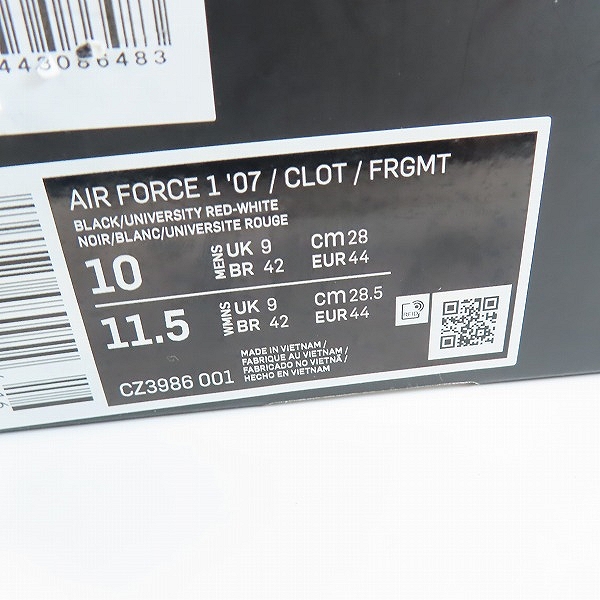 443086483
AIR FORCE 1 '07 / CLOT / FRGMT
BLACK/UNIVERSITY RED-WHITE
NOIR/BLANC/UNIVERSITE ROUGE
10 MENS UK 9 cm 28
BR 42 EUR 44
11.5 WMNS UK 9 cm 28.5
BR 42 EUR 44
RFID
MADE IN VIETNAM /
FABRIQUE AU VIETNAM /
FABRICADO NO VIETNÃ /
HECHO EN VIETNAM
CZ3986 001